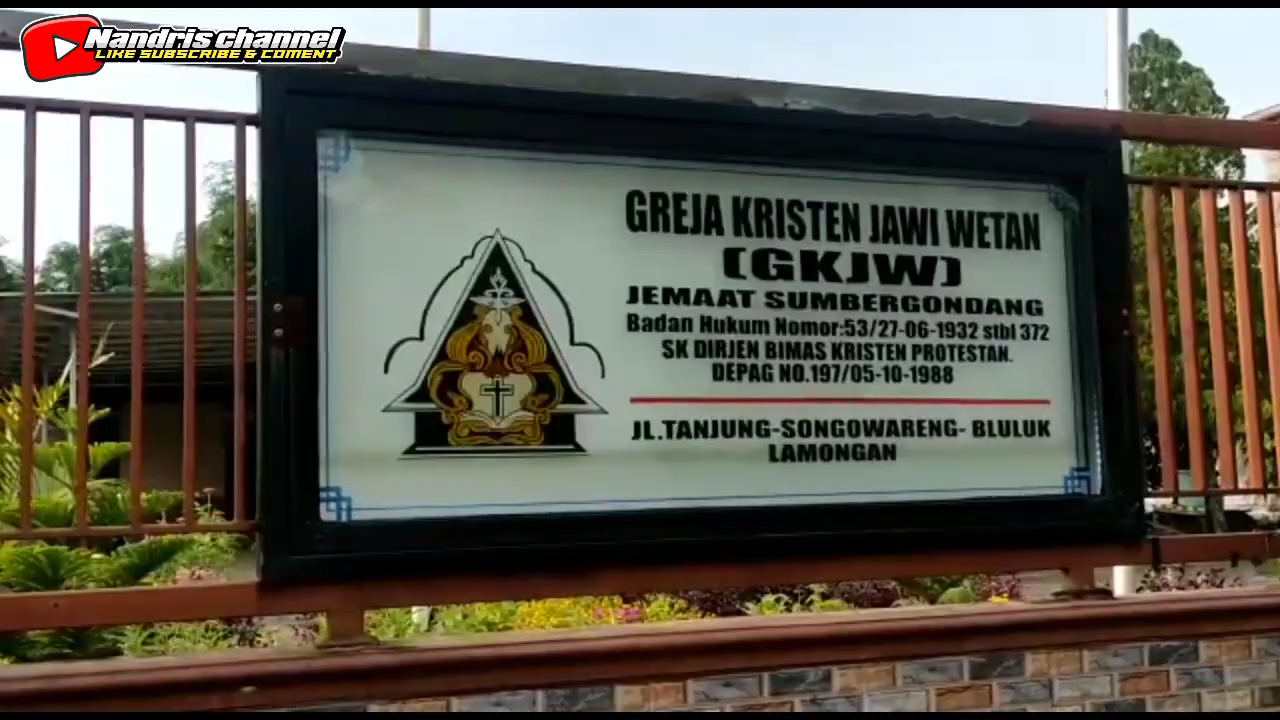 Nandris channel
LIKE SUBSCRIBE & COMENT
GREJA KRISTEN JAWI WETAN
(GKJW)
JEMAAT SUMBERGONDANG
Badan Hukum Nomor:53/27-06-1932 stbl 372
SK DIRJEN BIMAS KRISTEN PROTESTAN.
DEPAG NO.197/05-10-1988
JL.TANJUNG-SONGOWARENG- BLULUK
LAMONGAN